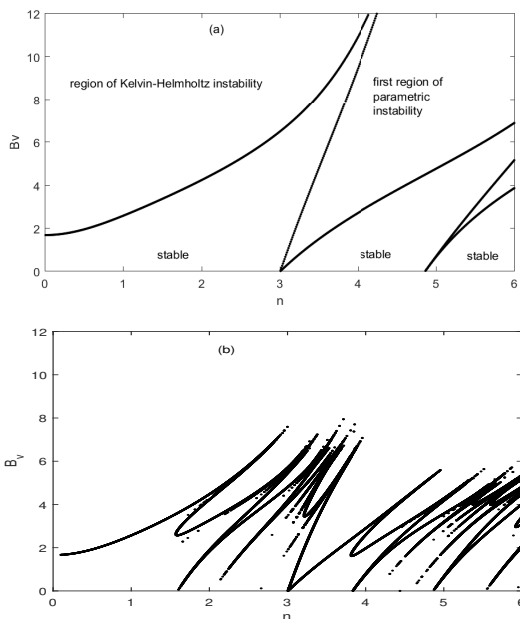 12
(a)
10
region of Kelvin-Helmholtz instability
first region of
parametric
instability
8
Bv
6
4
2
stable
stable
stable
0
0 1 2 3 4 5 6
n
12
(b)
10
8
B_v
6
4
2
0
0 1 2 3 4 5 6
n